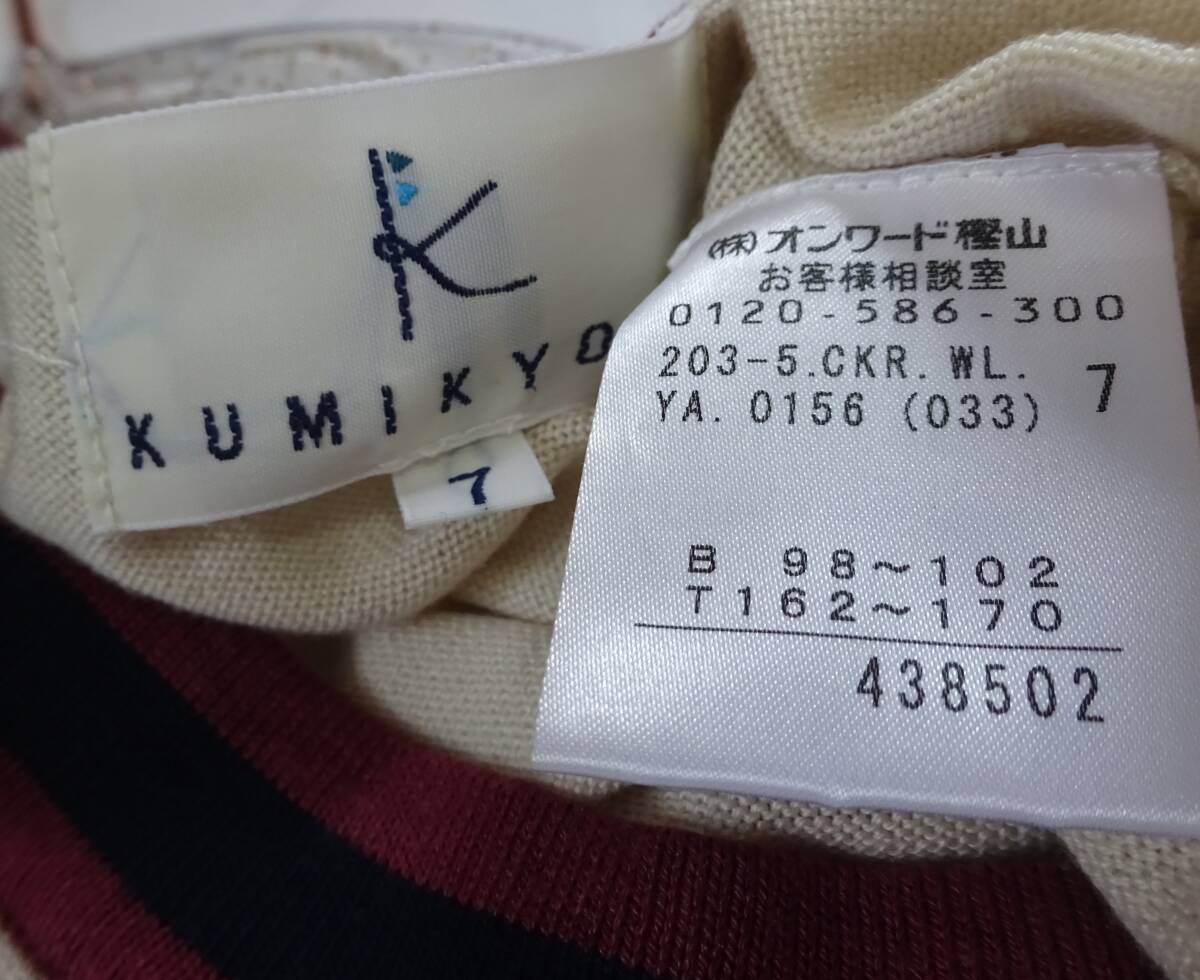 K
KUMIKYO
7
(株)オンワード樫山
お客様相談室
0120-586-300
203-5.CKR.WL.
YA.0156 (033) 7
B 98~102
T162~170
438502